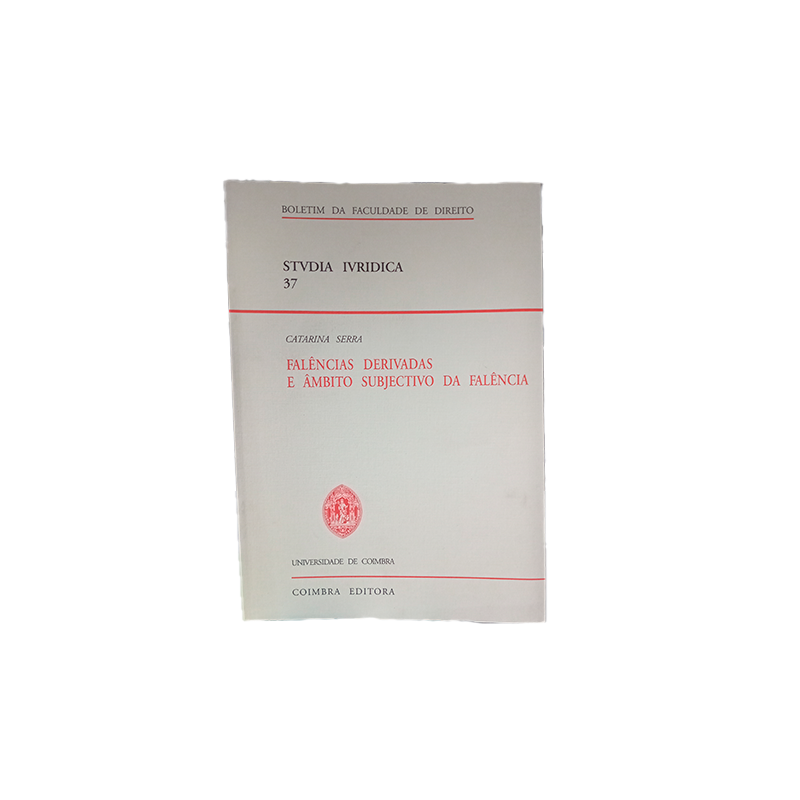 BOLETIM DA FACULDADE DE DIREITO
STVDIA IVRIDICA
37
CATARINA SERRA
FALÊNCIAS DERIVADAS
E ÂMBITO SUBJECTIVO DA FALÊNCIA
UNIVERSIDADE DE COIMBRA
COIMBRA EDITORA